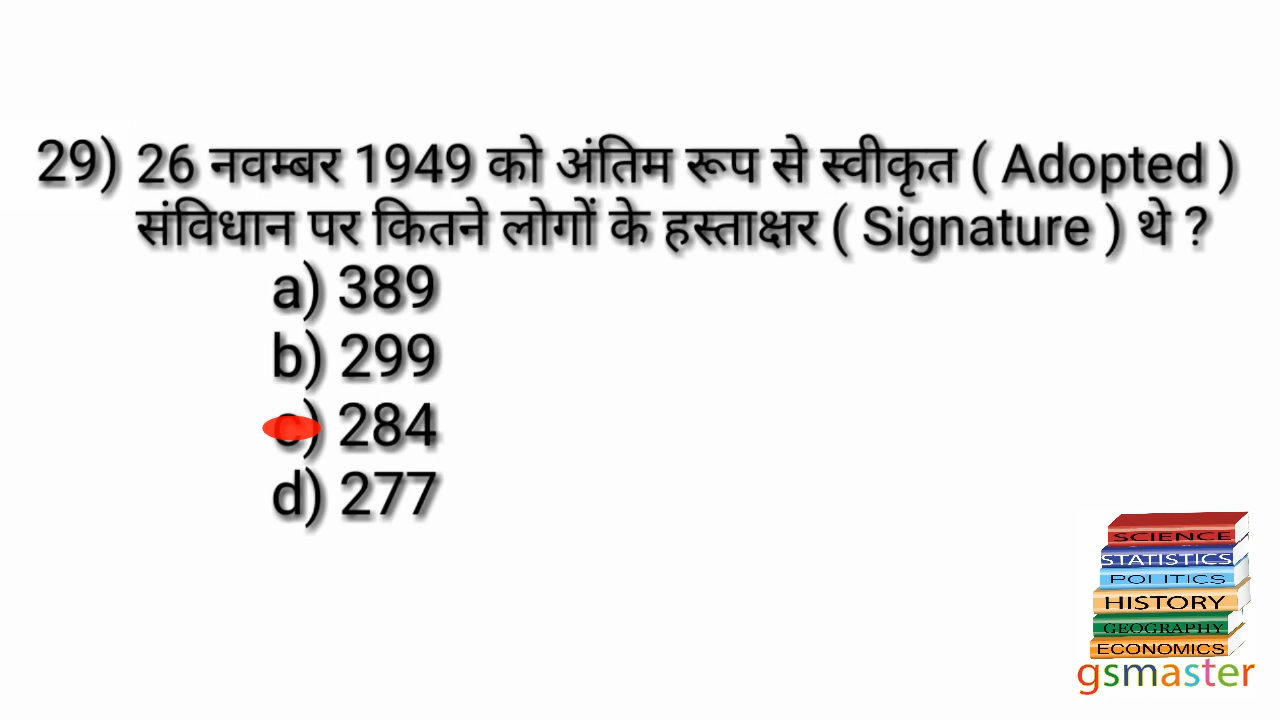 29) 26 नवम्बर 1949 को अंतिम रूप से स्वीकृत ( Adopted )
संविधान पर कितने लोगों के हस्ताक्षर ( Signature ) थे ?
a) 389
b) 299
c) 284
d) 277
SCIENCE
STATISTICS
POLITICS
HISTORY
GEOGRAPHY
ECONOMICS
gsmaster